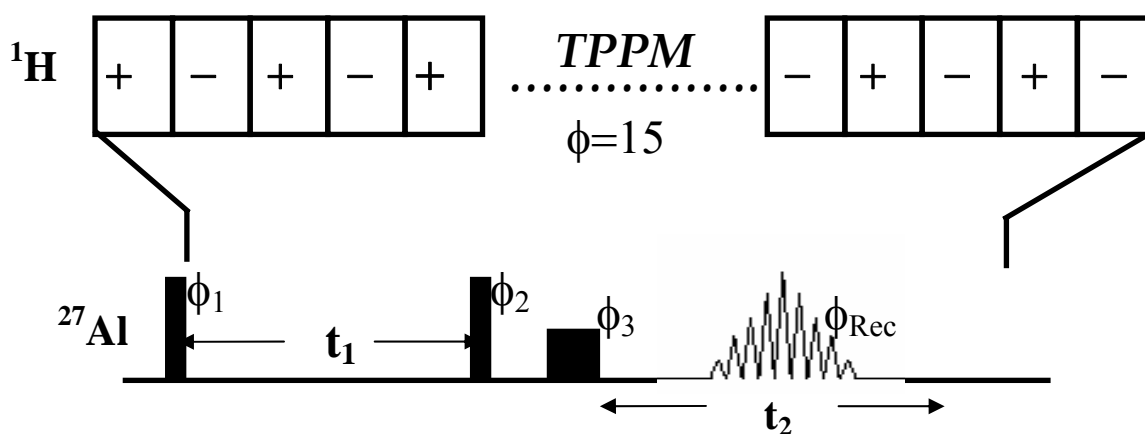 ¹H + − + − + TPPM − + − + −
ϕ=15
²⁷Al ϕ₁ t₁ ϕ₂ ϕ₃ ϕRec
t₂